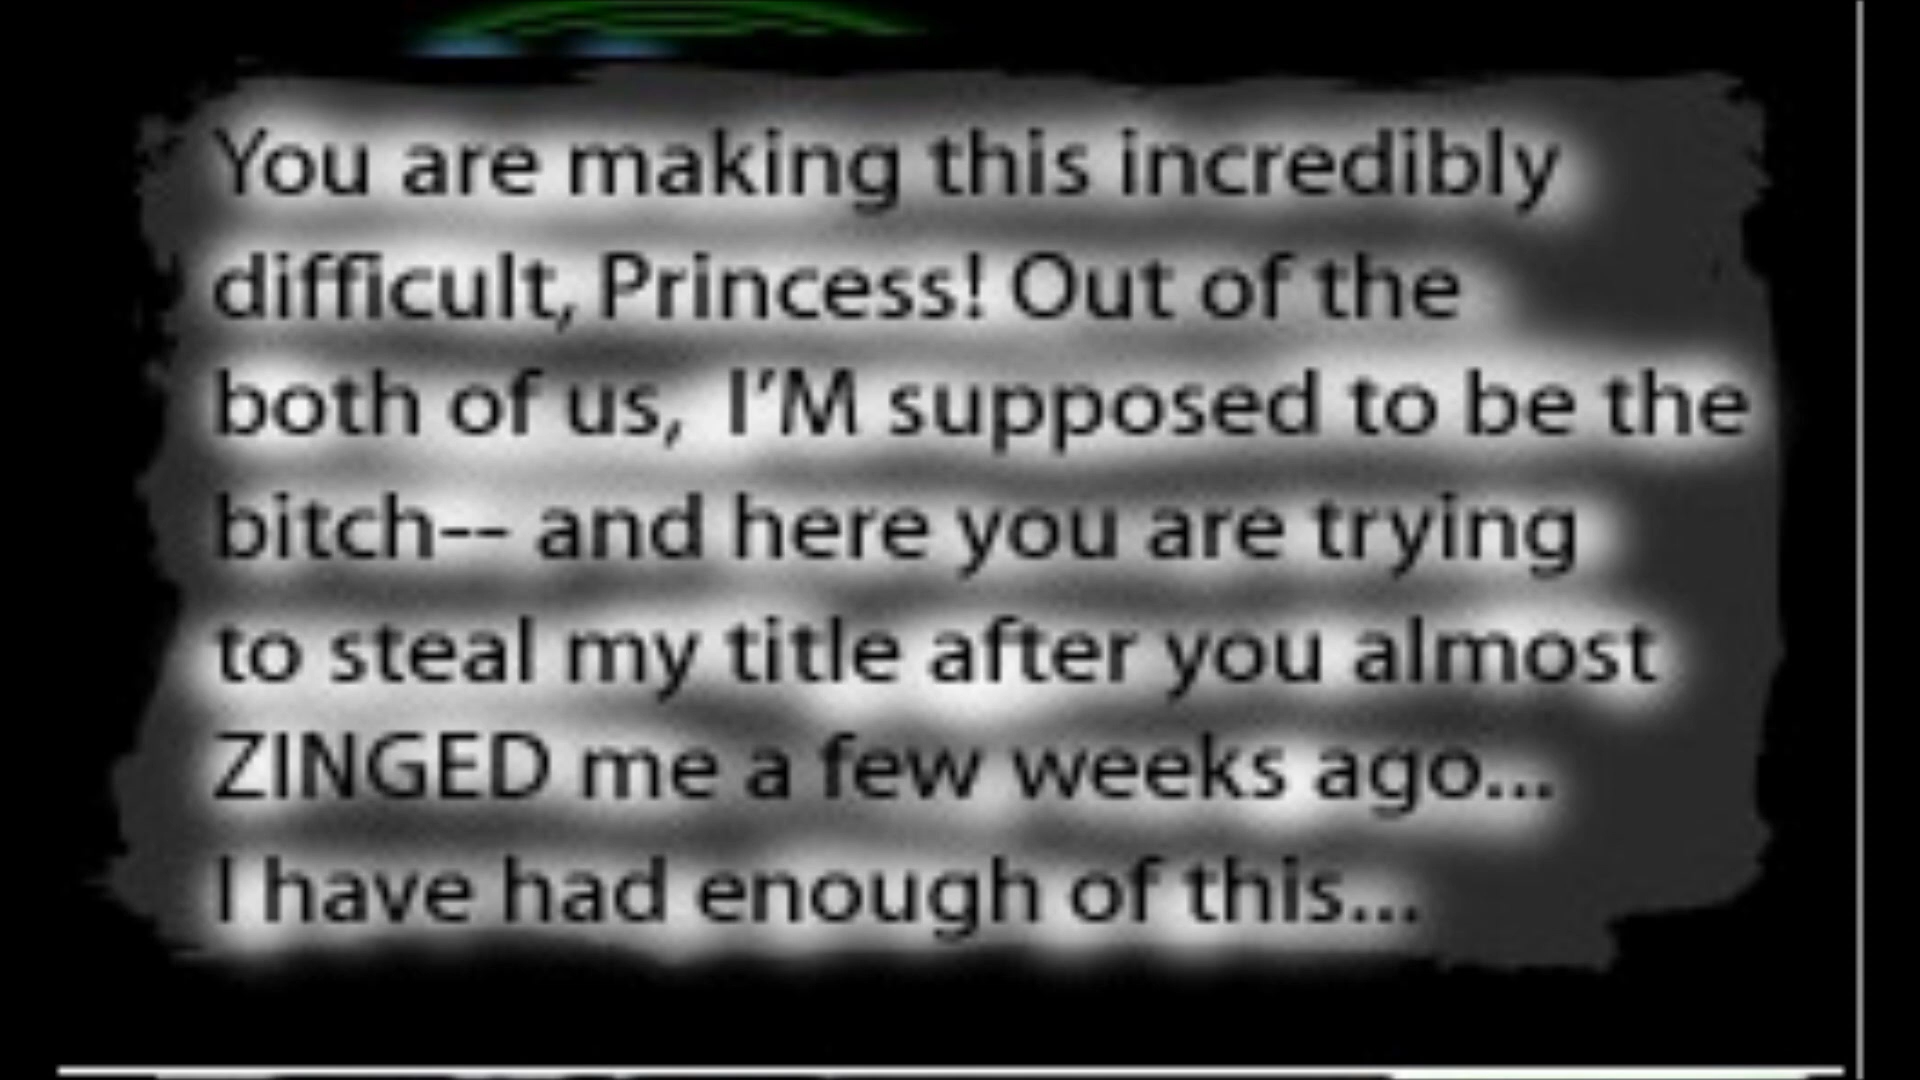 You are making this incredibly
difficult, Princess! Out of the
both of us, I'M supposed to be the
bitch-- and here you are trying
to steal my title after you almost
ZINGED me a few weeks ago...
I have had enough of this...